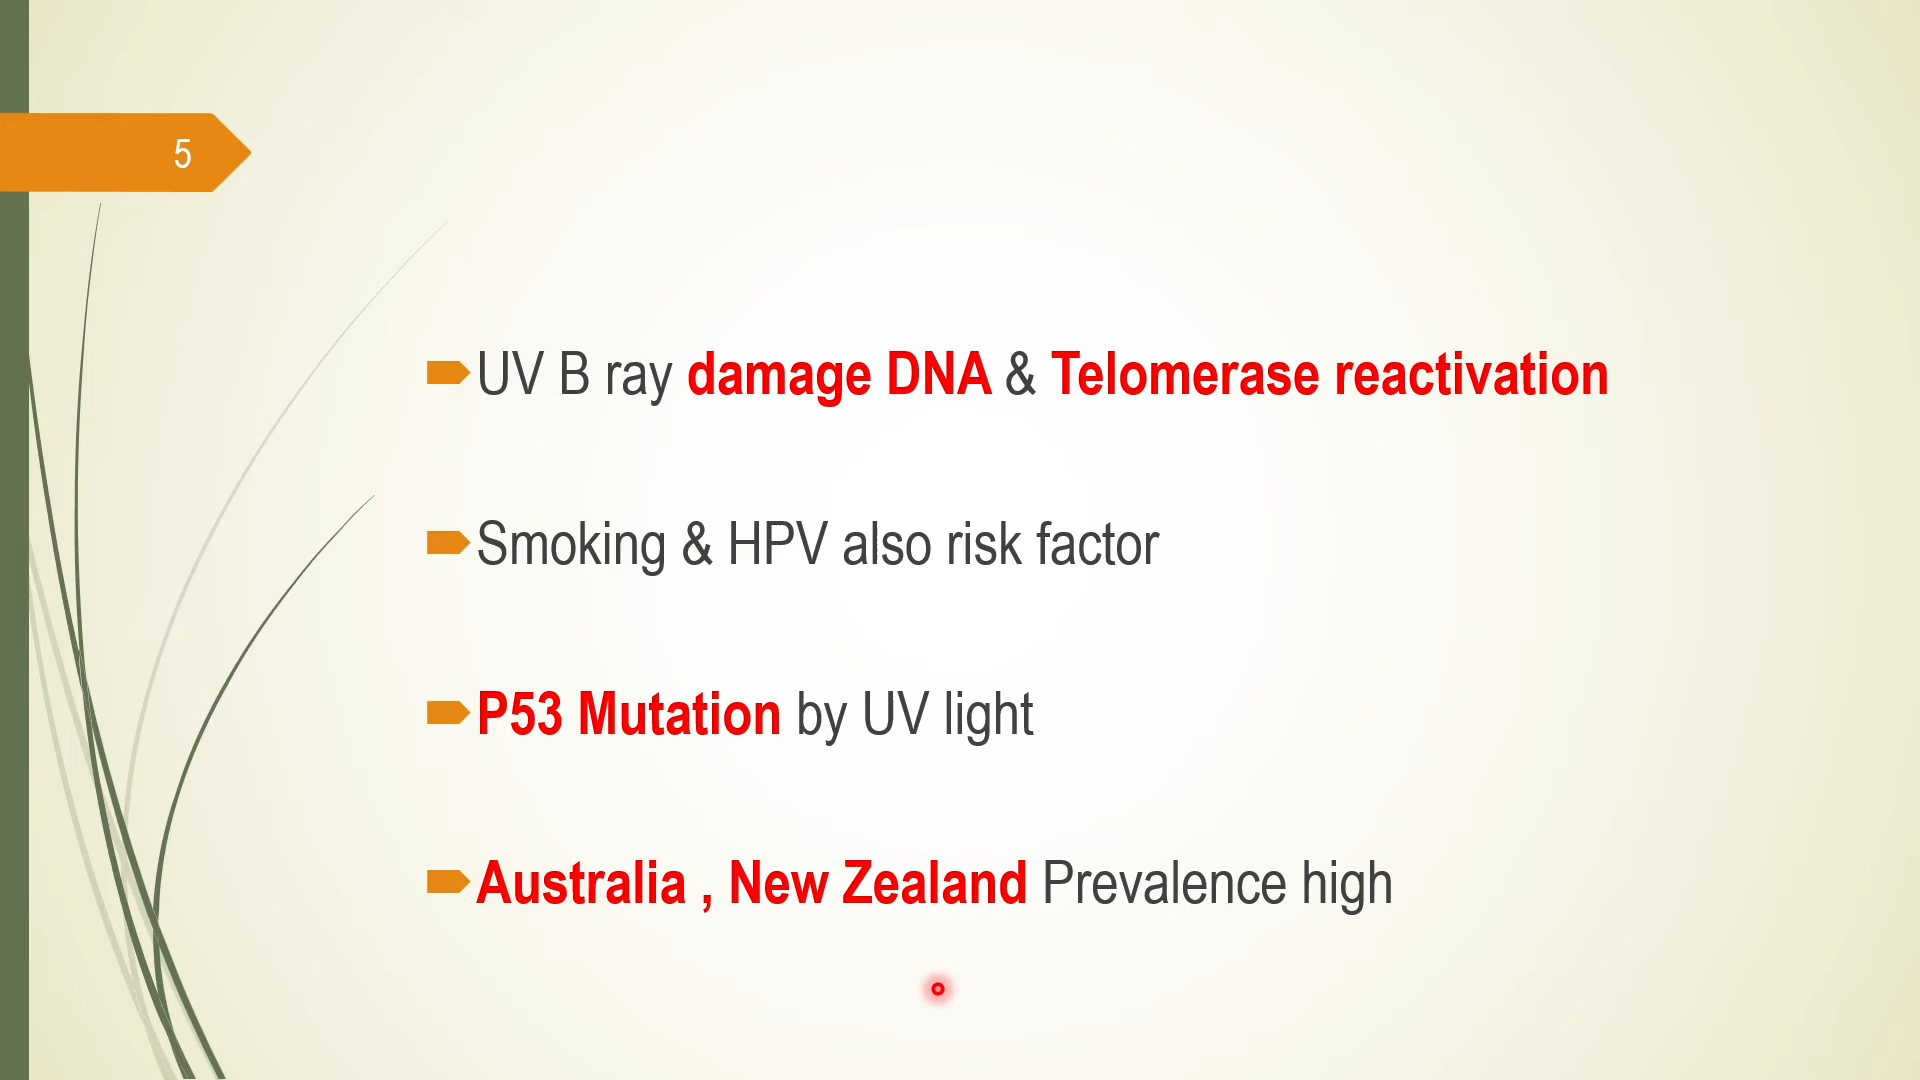 5
UV B ray damage DNA & Telomerase reactivation
Smoking & HPV also risk factor
P53 Mutation by UV light
Australia , New Zealand Prevalence high